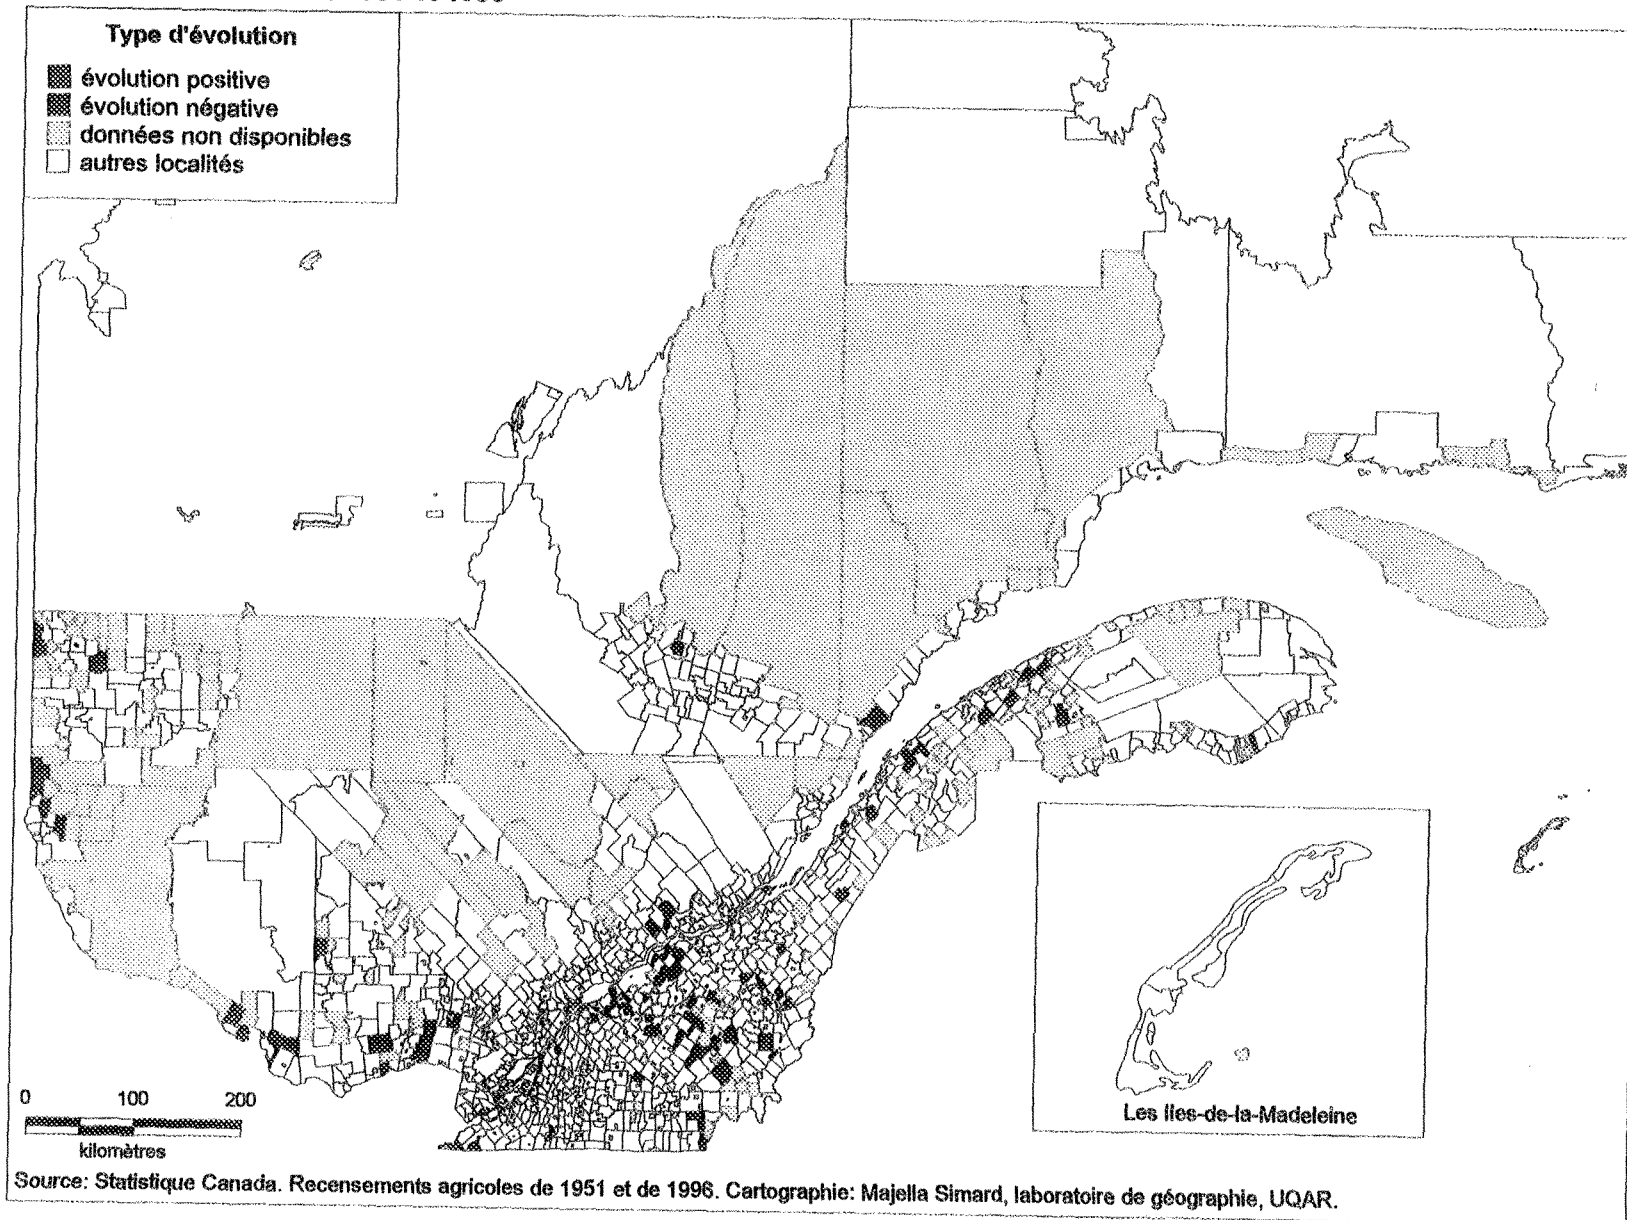 Type d'évolution
évolution positive
évolution négative
données non disponibles
autres localités
0 100 200
kilomètres
Les Iles-de-la-Madeleine
Source: Statistique Canada. Recensements agricoles de 1951 et de 1996. Cartographie: Majella Simard, laboratoire de géographie, UQAR.